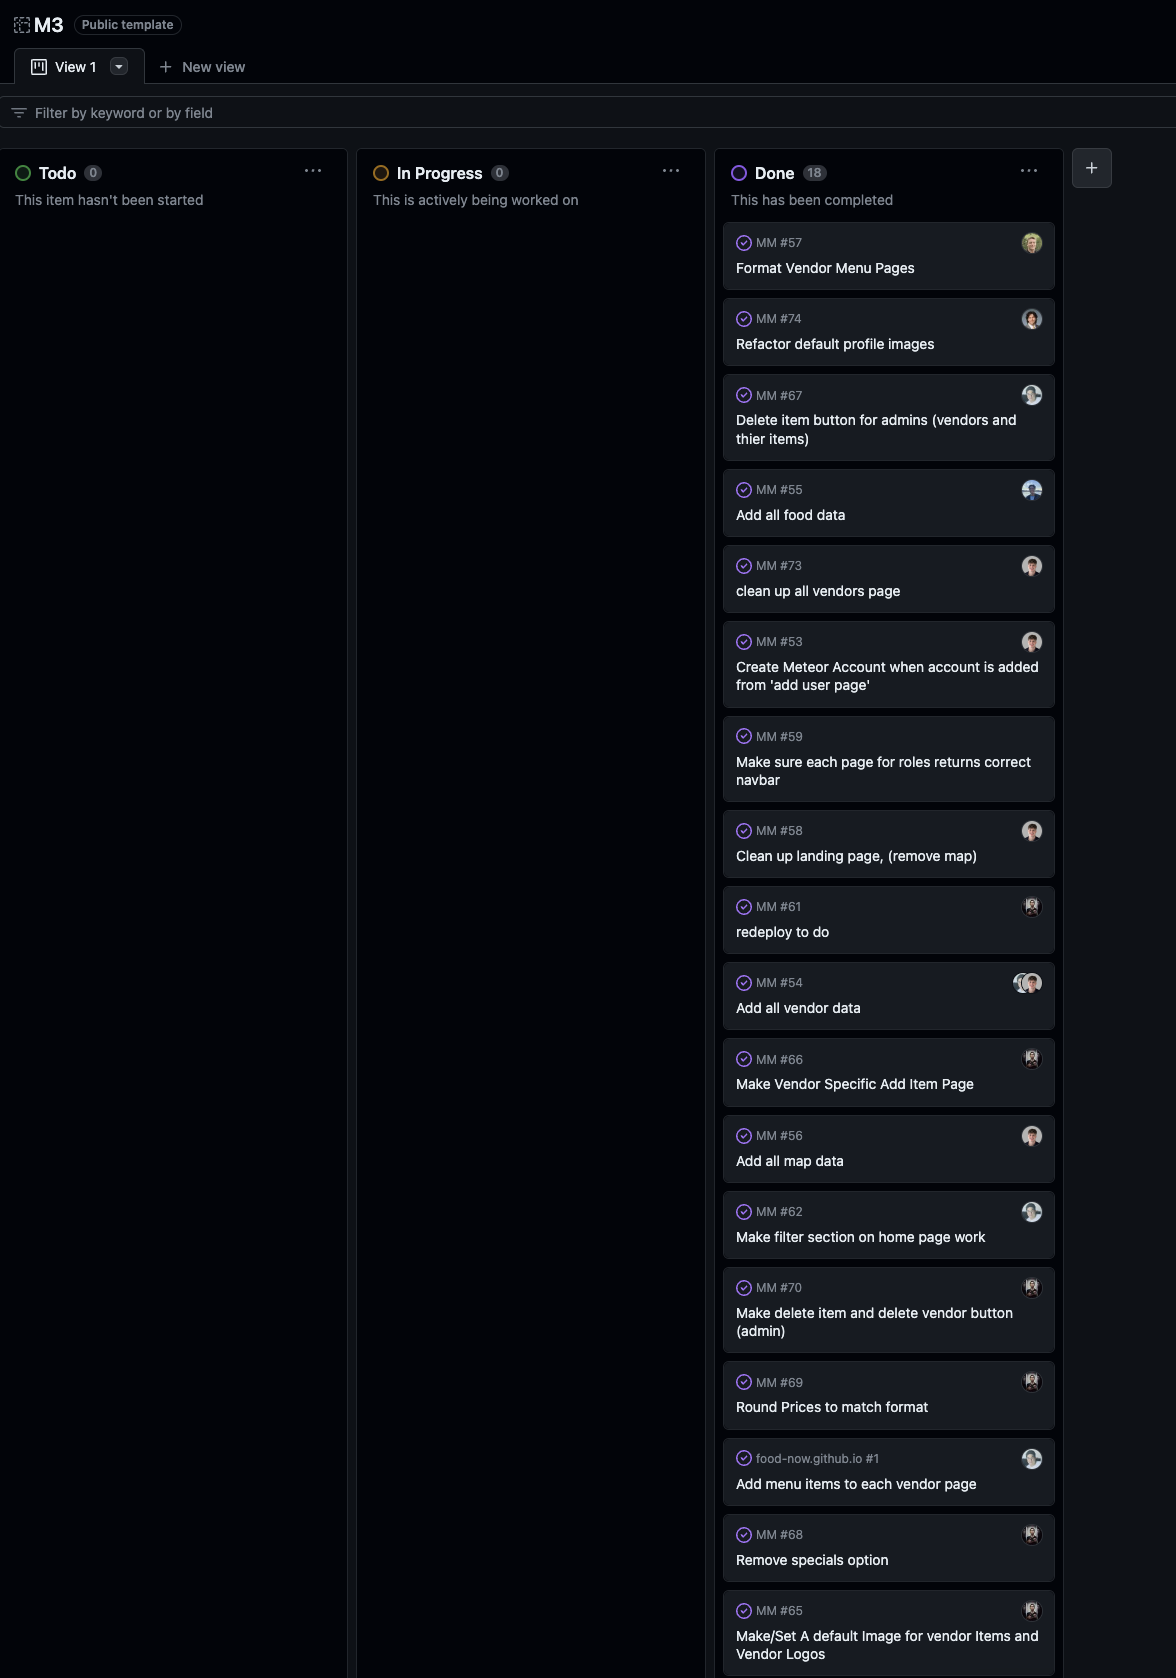 M3 Public template
View 1
New view
Filter by keyword or by field
Todo 0
This item hasn't been started
In Progress 0
This is actively being worked on
Done 18
This has been completed
MM #57
Format Vendor Menu Pages
MM #74
Refactor default profile images
MM #67
Delete item button for admins (vendors and
thier items)
MM #55
Add all food data
MM #73
clean up all vendors page
MM #53
Create Meteor Account when account is added
from 'add user page'
MM #59
Make sure each page for roles returns correct
navbar
MM #58
Clean up landing page, (remove map)
MM #61
redeploy to do
MM #54
Add all vendor data
MM #66
Make Vendor Specific Add Item Page
MM #56
Add all map data
MM #62
Make filter section on home page work
MM #70
Make delete item and delete vendor button
(admin)
MM #69
Round Prices to match format
food-now.github.io #1
Add menu items to each vendor page
MM #68
Remove specials option
MM #65
Make/Set A default Image for vendor Items and
Vendor Logos